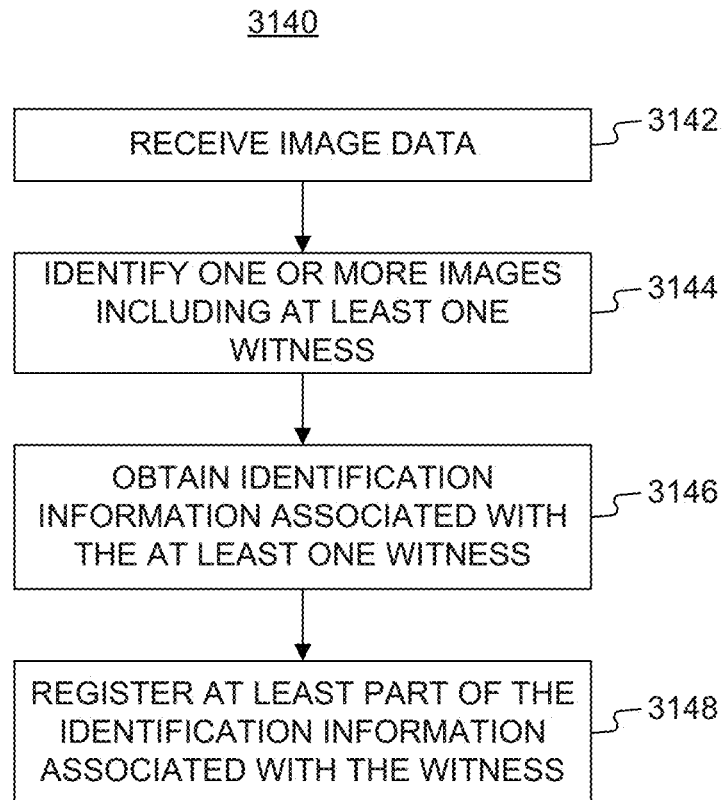 3140
RECEIVE IMAGE DATA
3142
IDENTIFY ONE OR MORE IMAGES
INCLUDING AT LEAST ONE
WITNESS
3144
OBTAIN IDENTIFICATION
INFORMATION ASSOCIATED WITH
THE AT LEAST ONE WITNESS
3146
REGISTER AT LEAST PART OF THE
IDENTIFICATION INFORMATION
ASSOCIATED WITH THE WITNESS
3148